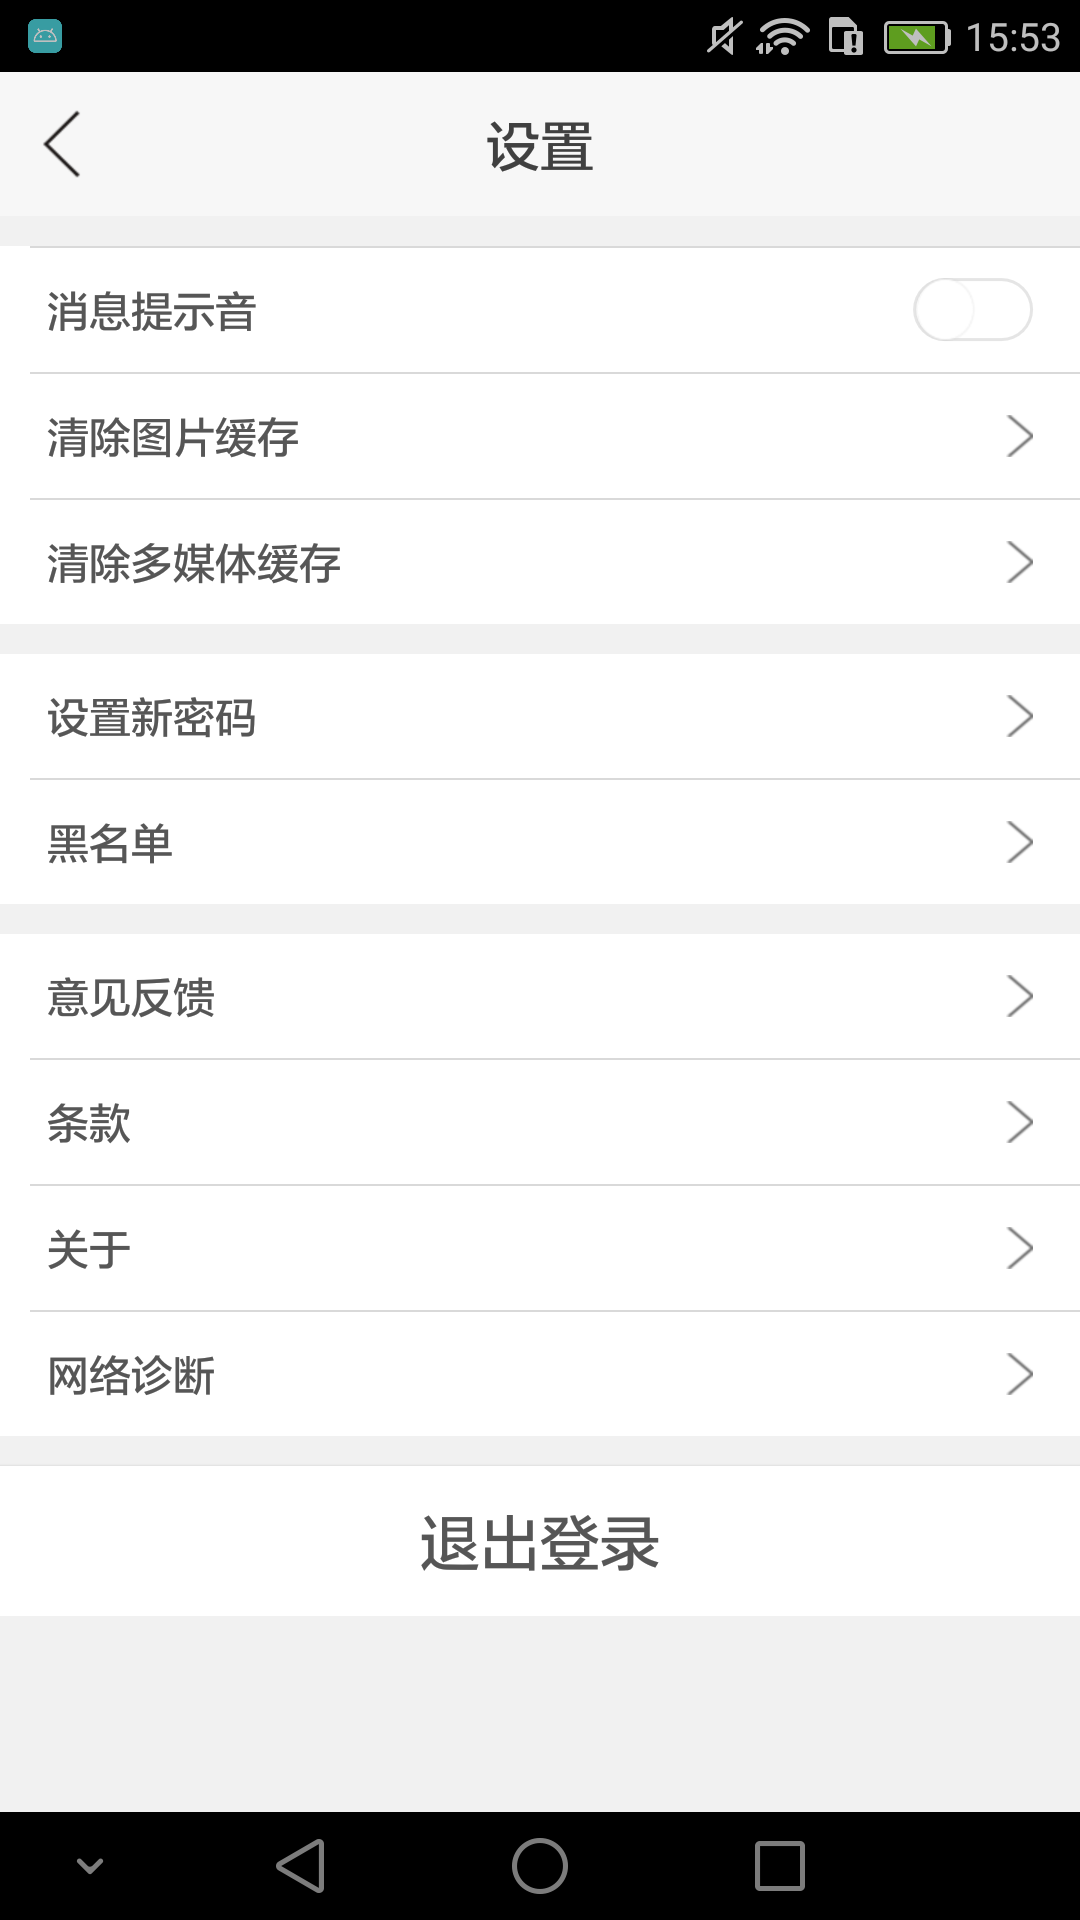 15:53
设置
消息提示音
清除图片缓存
清除多媒体缓存
设置新密码
黑名单
意见反馈
条款
关于
网络诊断
退出登录